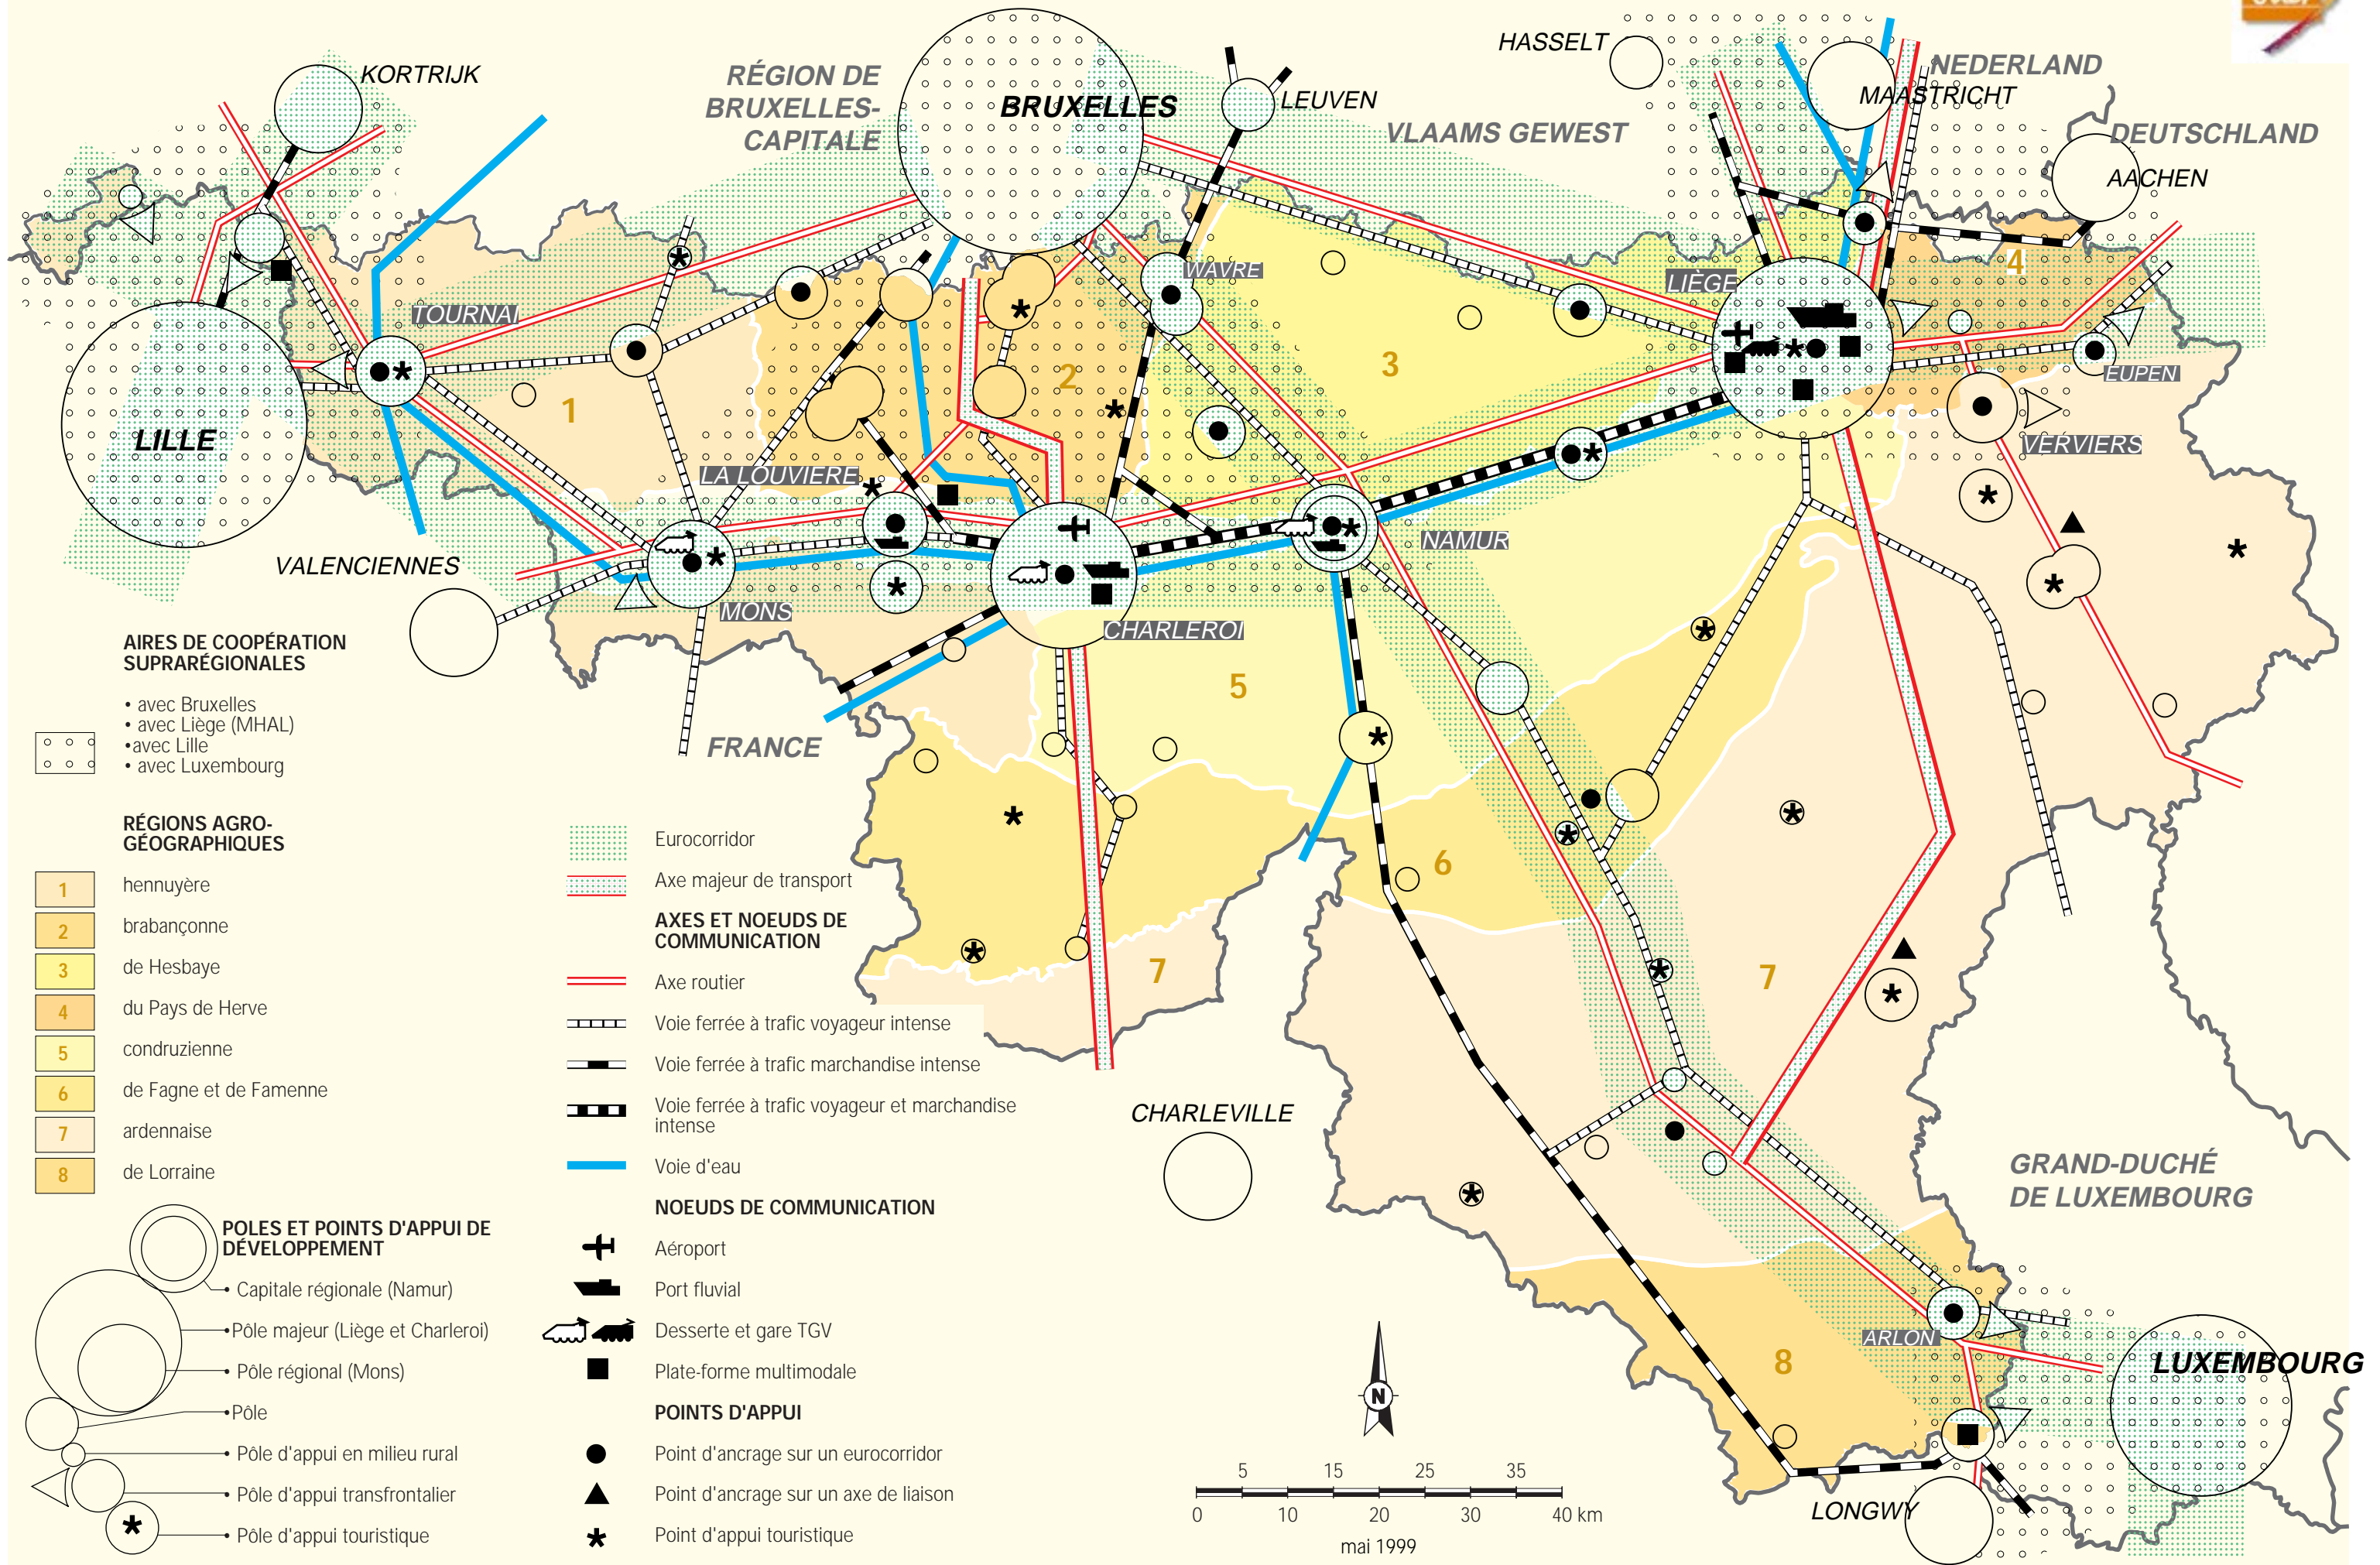 KORTRIJK
RÉGION DE
BRUXELLES-
CAPITALE
BRUXELLES
LEUVEN
VLAAMS GEWEST
HASSELT
MAASTRICHT
NEDERLAND
DEUTSCHLAND
AACHEN
WAVRE
LIÈGE
4
TOURNAI
EUPEN
LILLE
1
2
3
VERVIERS
LA LOUVIERE
NAMUR
VALENCIENNES
MONS
CHARLEROI
5
FRANCE
6
7
7
CHARLEVILLE
GRAND-DUCHÉ
DE LUXEMBOURG
ARLON
8
LUXEMBOURG
LONGWY
AIRES DE COOPÉRATION
SUPRARÉGIONALES
• avec Bruxelles
• avec Liège (MHAL)
•avec Lille
• avec Luxembourg
RÉGIONS AGRO-
GÉOGRAPHIQUES
1 hennuyère
2 brabançonne
3 de Hesbaye
4 du Pays de Herve
5 condruzienne
6 de Fagne et de Famenne
7 ardennaise
8 de Lorraine
POLES ET POINTS D'APPUI DE
DÉVELOPPEMENT
• Capitale régionale (Namur)
• Pôle majeur (Liège et Charleroi)
• Pôle régional (Mons)
• Pôle
• Pôle d'appui en milieu rural
• Pôle d'appui transfrontalier
• Pôle d'appui touristique
Eurocorridor
Axe majeur de transport
AXES ET NOEUDS DE
COMMUNICATION
Axe routier
Voie ferrée à trafic voyageur intense
Voie ferrée à trafic marchandise intense
Voie ferrée à trafic voyageur et marchandise
intense
Voie d'eau
NOEUDS DE COMMUNICATION
Aéroport
Port fluvial
Desserte et gare TGV
Plate-forme multimodale
POINTS D'APPUI
Point d'ancrage sur un eurocorridor
Point d'ancrage sur un axe de liaison
Point d'appui touristique
N
5 15 25 35
0 10 20 30 40 km
mai 1999